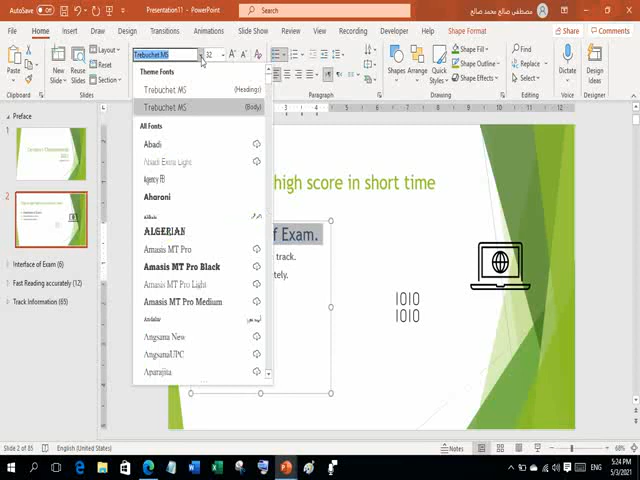 AutoSave Off
Presentation11 - PowerPoint
Search
مصطفى صالح محمد صالح
File Home Insert Draw Design Transitions Animations Slide Show Review View Help Shape Format
Share Comments
Paste
Clipboard
New Slide
Reuse Slides
Layout
Reset
Section
Slides
Trebuchet MS 32
Paragraph
Shapes Arrange Quick Styles
Shape Fill
Shape Outline
Shape Effects
Drawing
Find
Replace
Select
Editing
Dictate
Voice
Design Ideas
Designer
Theme Fonts
Trebuchet MS (Headings)
Trebuchet MS (Body)
All Fonts
Abadi
Abadi Extra Light
Agency FB
Aharoni
Aldhabi
ALGERIAN
Amasis MT Pro
Amasis MT Pro Black
Amasis MT Pro Light
Amasis MT Pro Medium
Andalus
Angsana New
AngsanaUPC
Aparajita
Preface
1
2
Interface of Exam (6)
Fast Reading accurately (12)
Track Information (65)
high score in short time
f Exam.
track.
tely.
1010
1010
Slide 2 of 85
English (United States)
Notes
68%
ENG
5:24 PM
5/3/2021